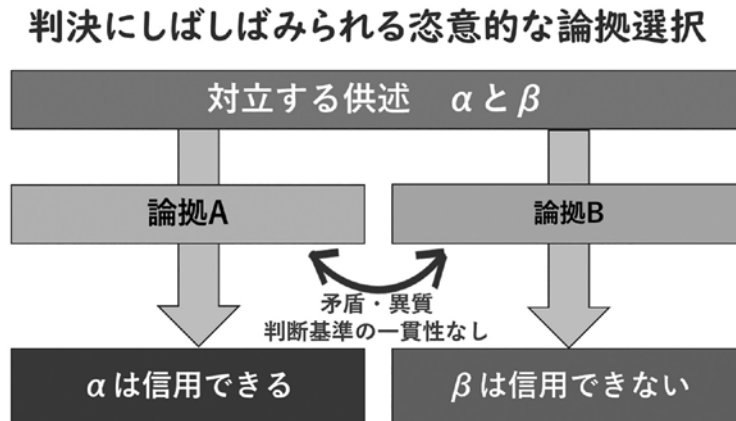 判決にしばしばみられる恣意的な論拠選択
対立する供述　αとβ
論拠A
論拠B
矛盾・異質
判断基準の一貫性なし
αは信用できる
βは信用できない